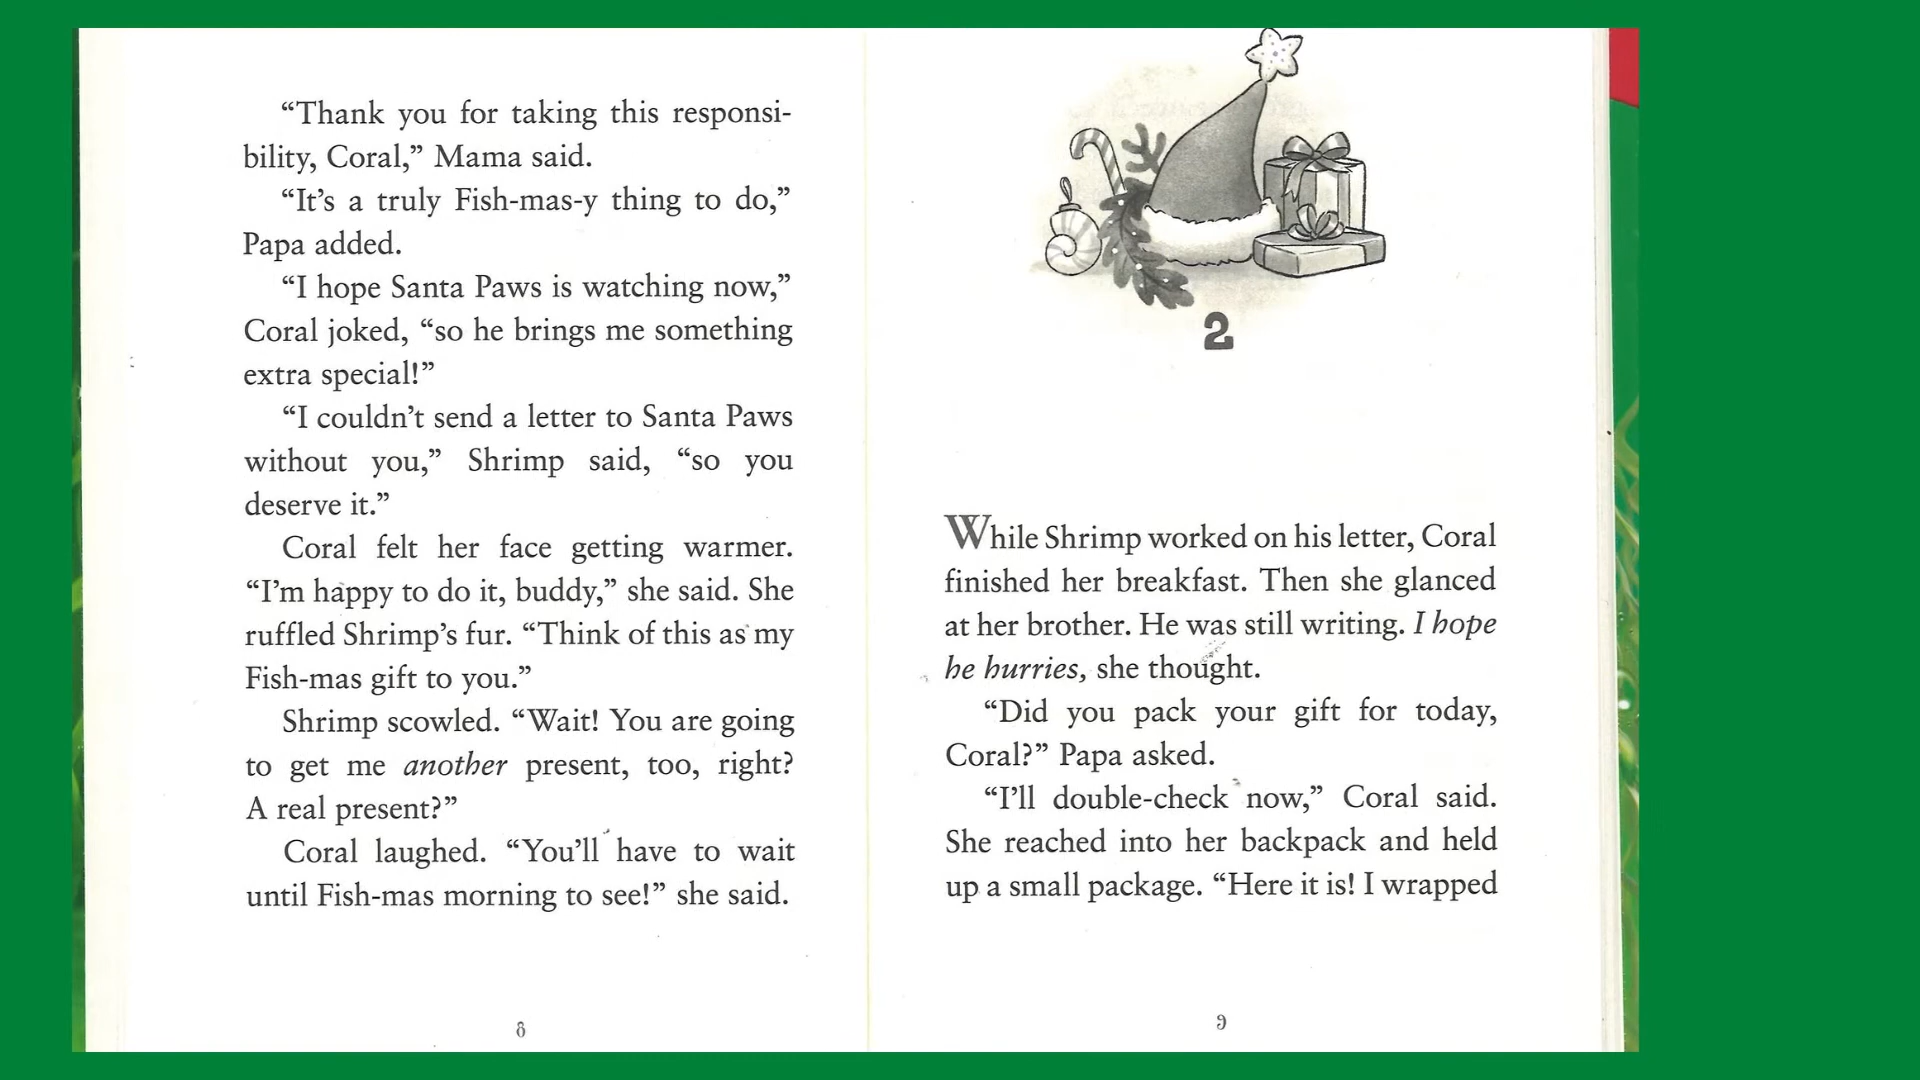 “Thank you for taking this responsi-
bility, Coral,” Mama said.
“It’s a truly Fish-mas-y thing to do,”
Papa added.
“I hope Santa Paws is watching now,”
Coral joked, “so he brings me something
extra special!”
“I couldn’t send a letter to Santa Paws
without you,” Shrimp said, “so you
deserve it.”
Coral felt her face getting warmer.
“I’m happy to do it, buddy,” she said. She
ruffled Shrimp’s fur. “Think of this as my
Fish-mas gift to you.”
Shrimp scowled. “Wait! You are going
to get me another present, too, right?
A real present?”
Coral laughed. “You’ll have to wait
until Fish-mas morning to see!” she said.
8
2
While Shrimp worked on his letter, Coral
finished her breakfast. Then she glanced
at her brother. He was still writing. I hope
he hurries, she thought.
“Did you pack your gift for today,
Coral?” Papa asked.
“I’ll double-check now,” Coral said.
She reached into her backpack and held
up a small package. “Here it is! I wrapped
9